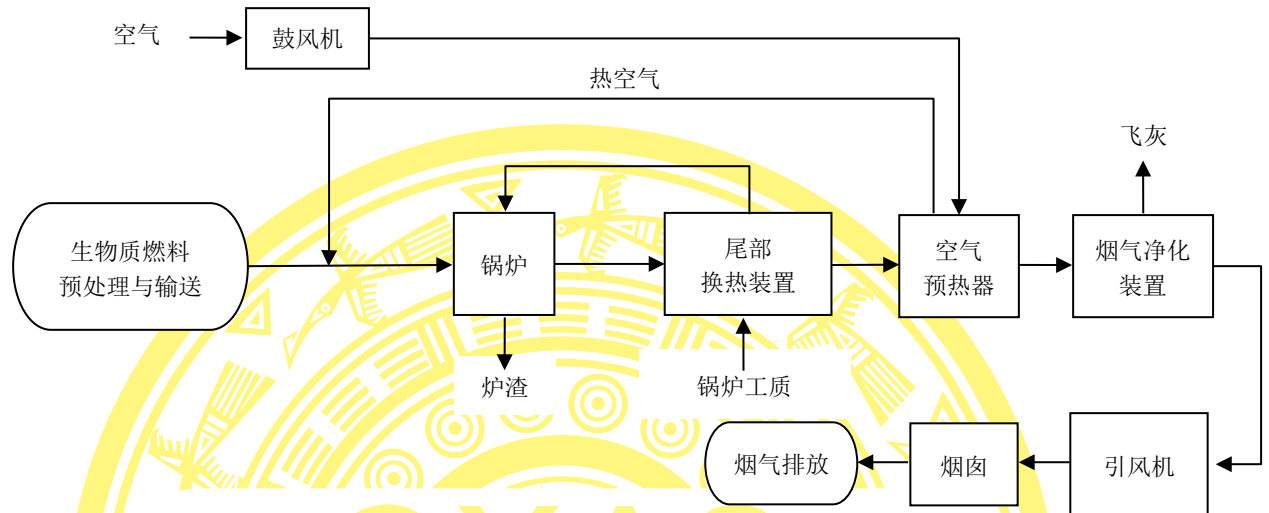 空气
鼓风机
热空气
飞灰
生物质燃料
预处理与输送
锅炉
尾部
换热装置
空气
预热器
烟气净化
装置
炉渣
锅炉工质
烟气排放
烟囱
引风机